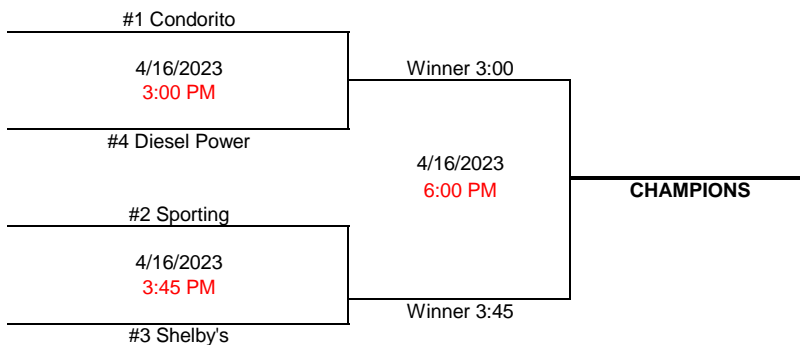 #1 Condorito
4/16/2023
3:00 PM
Winner 3:00
#4 Diesel Power
4/16/2023
6:00 PM
CHAMPIONS
#2 Sporting
4/16/2023
3:45 PM
Winner 3:45
#3 Shelby's